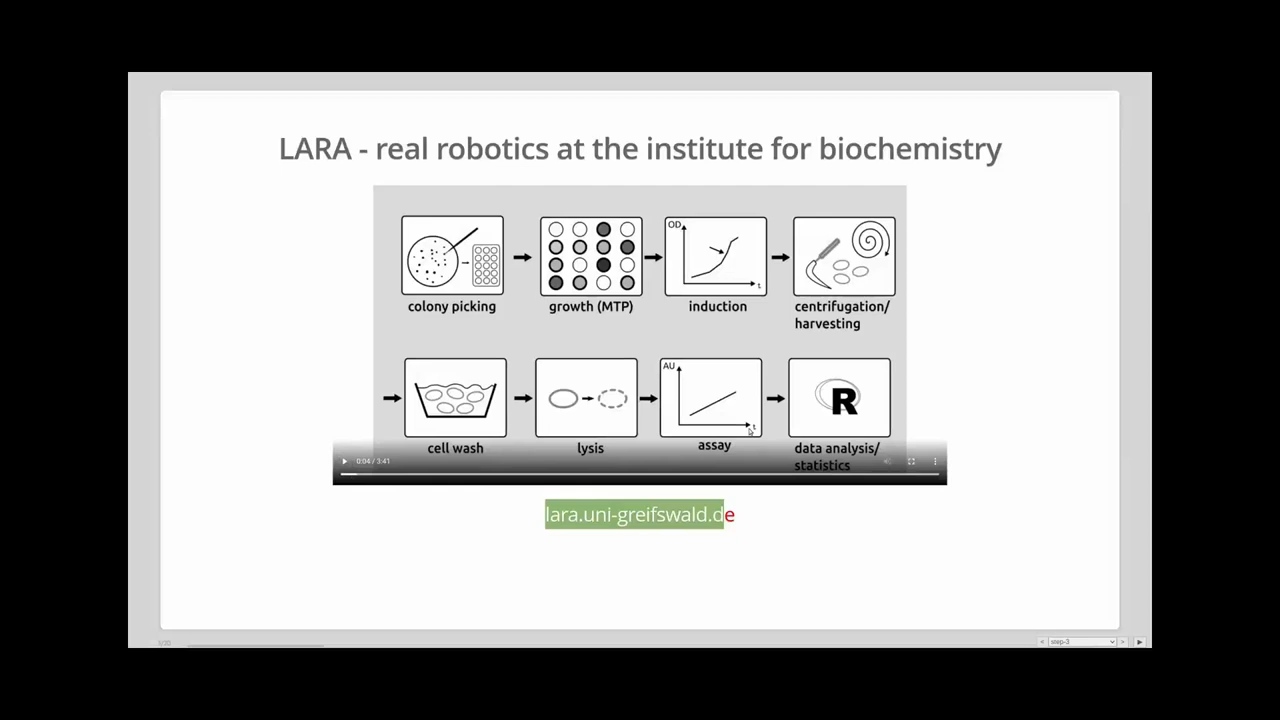 LARA - real robotics at the institute for biochemistry
OD
t
colony picking
growth (MTP)
induction
centrifugation/
harvesting
AU
t
R
cell wash
lysis
assay
data analysis/
statistics
0:04 / 3:41
lara.uni-greifswald.de
< step-3 >